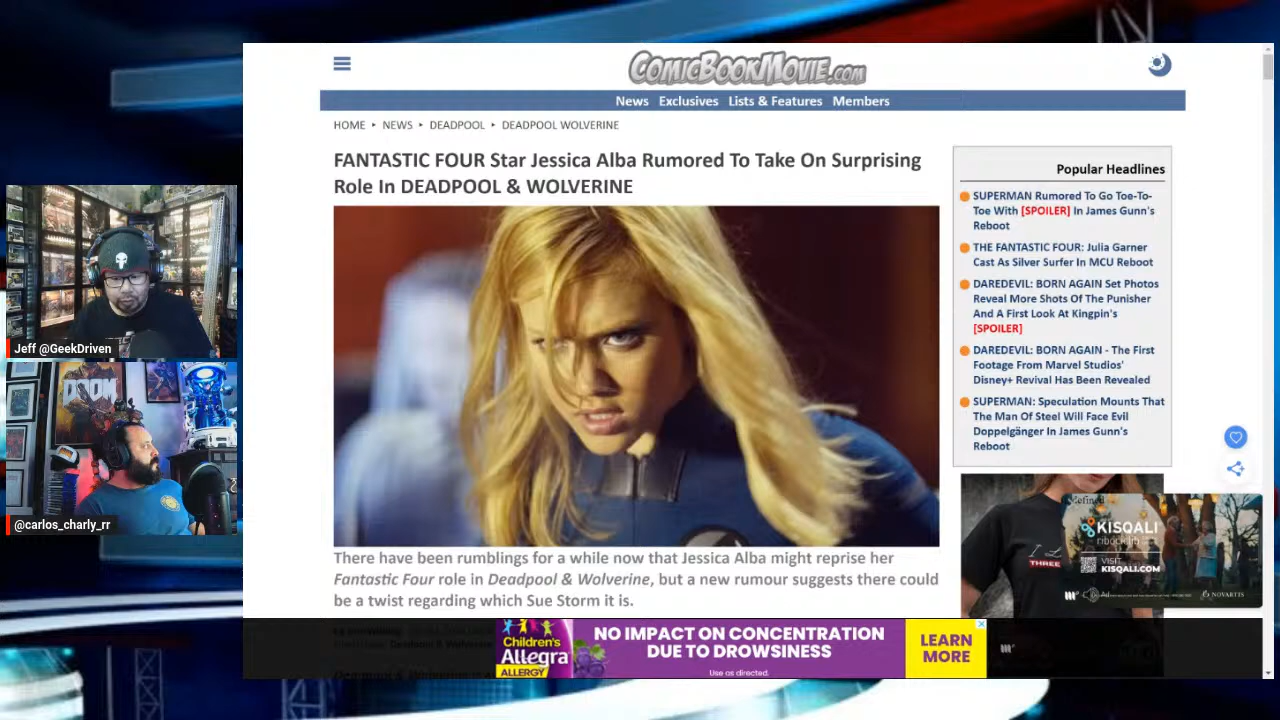 COMICBOOKMOVIE.COM
News Exclusives Lists & Features Members
HOME ▸ NEWS ▸ DEADPOOL ▸ DEADPOOL WOLVERINE
FANTASTIC FOUR Star Jessica Alba Rumored To Take On Surprising
Role In DEADPOOL & WOLVERINE
There have been rumblings for a while now that Jessica Alba might reprise her
Fantastic Four role in Deadpool & Wolverine, but a new rumour suggests there could
be a twist regarding which Sue Storm it is.
Popular Headlines
SUPERMAN Rumored To Go Toe-To-
Toe With [SPOILER] In James Gunn's
Reboot
THE FANTASTIC FOUR: Julia Garner
Cast As Silver Surfer In MCU Reboot
DAREDEVIL: BORN AGAIN Set Photos
Reveal More Shots Of The Punisher
And A First Look At Kingpin's
[SPOILER]
DAREDEVIL: BORN AGAIN - The First
Footage From Marvel Studios'
Disney+ Revival Has Been Revealed
SUPERMAN: Speculation Mounts That
The Man Of Steel Will Face Evil
Doppelgänger In James Gunn's
Reboot
Jeff @GeekDriven
DOOM
@carlos_charly_rr
THREE
KISQALI
ribociclib
VISIT
KISQALI.COM
Ad
NOVARTIS
Children's
Allegra
ALLERGY
NO IMPACT ON CONCENTRATION
DUE TO DROWSINESS
Use as directed.
LEARN
MORE